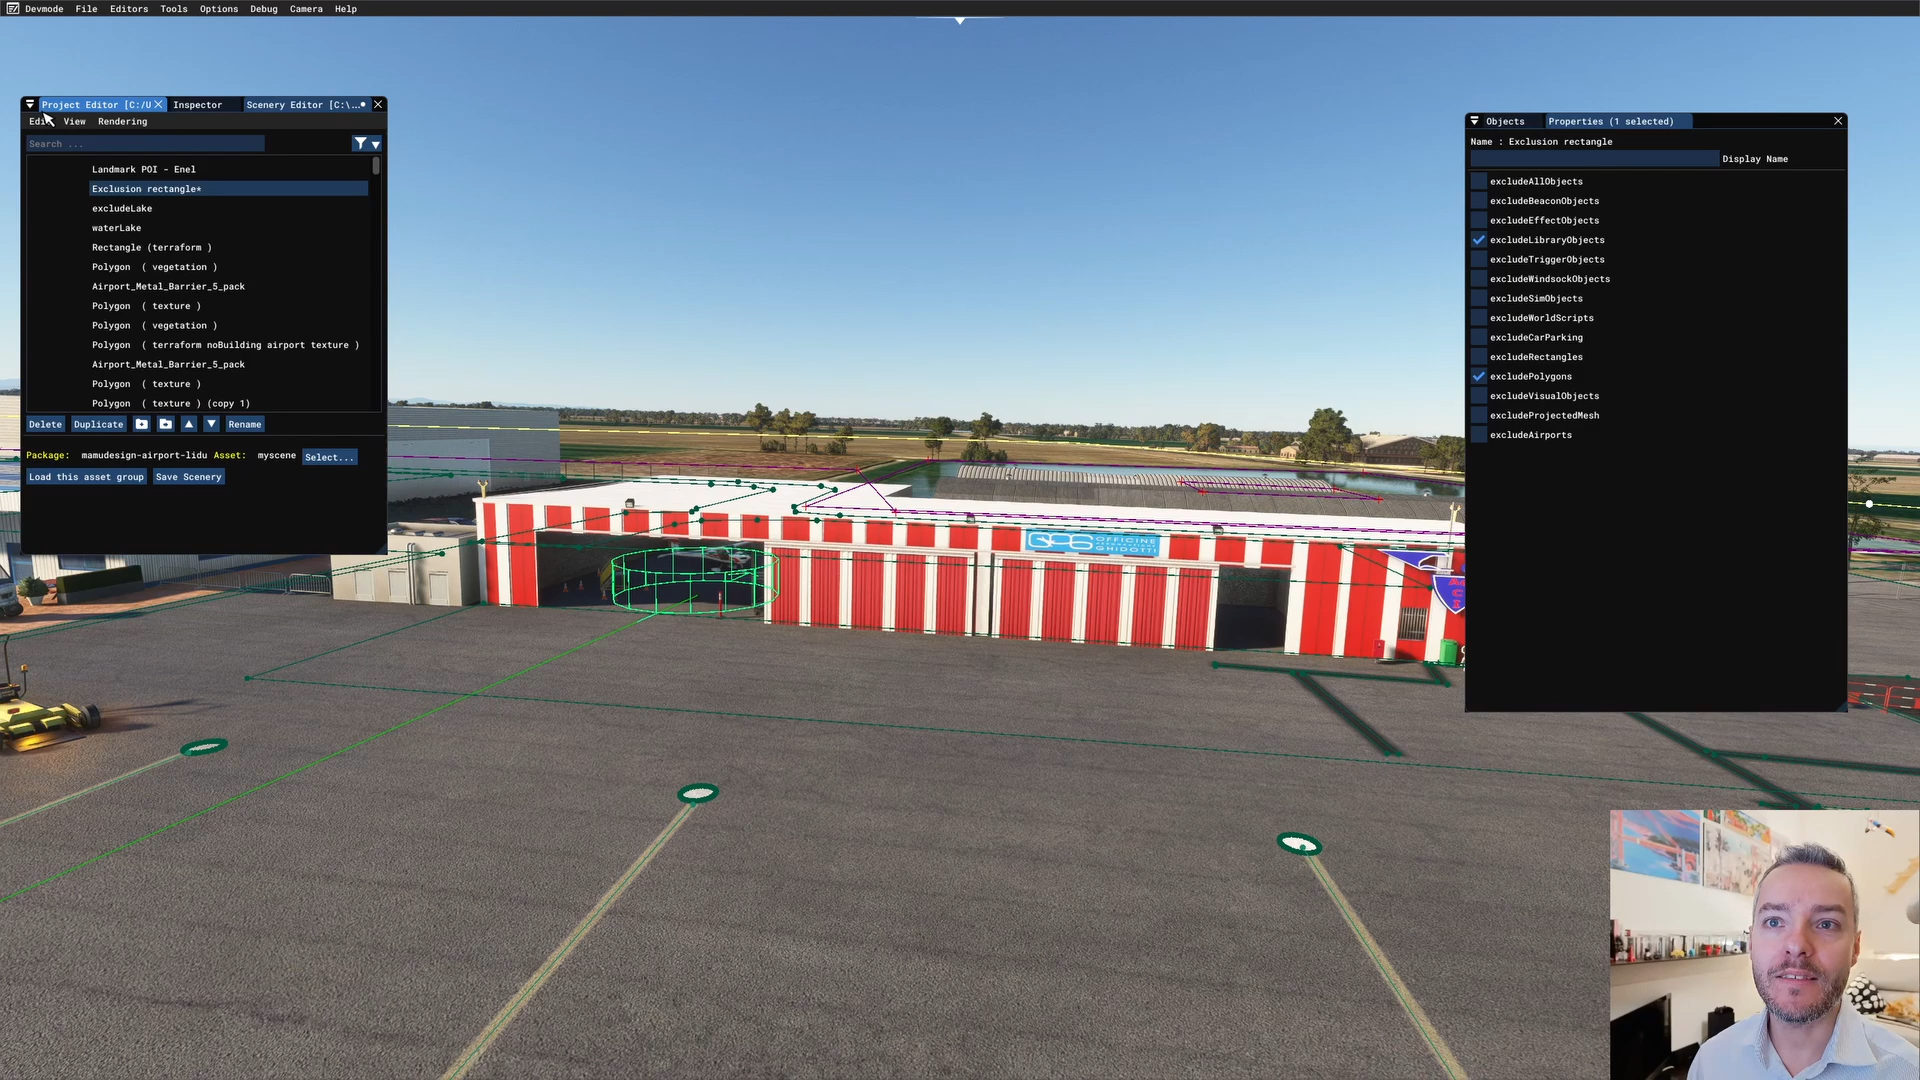 Devmode File Editors Tools Options Debug Camera Help
Project Editor [C:/U Inspector Scenery Editor [C:\...
Edit View Rendering
Search ...
Landmark POI - Enel
Exclusion rectangle*
excludeLake
waterLake
Rectangle (terraform )
Polygon ( vegetation )
Airport_Metal_Barrier_5_pack
Polygon ( texture )
Polygon ( vegetation )
Polygon ( terraform noBuilding airport texture )
Airport_Metal_Barrier_5_pack
Polygon ( texture )
Polygon ( texture ) (copy 1)
Delete Duplicate Rename
Package: mamudesign-airport-lidu Asset: myscene Select...
Load this asset group Save Scenery
Objects Properties (1 selected)
Name : Exclusion rectangle
Display Name
excludeAllObjects
excludeBeaconObjects
excludeEffectObjects
excludeLibraryObjects
excludeTriggerObjects
excludeWindsockObjects
excludeSimObjects
excludeWorldScripts
excludeCarParking
excludeRectangles
excludePolygons
excludeVisualObjects
excludeProjectedMesh
excludeAirports
OFFICINE
GHIDOTTI